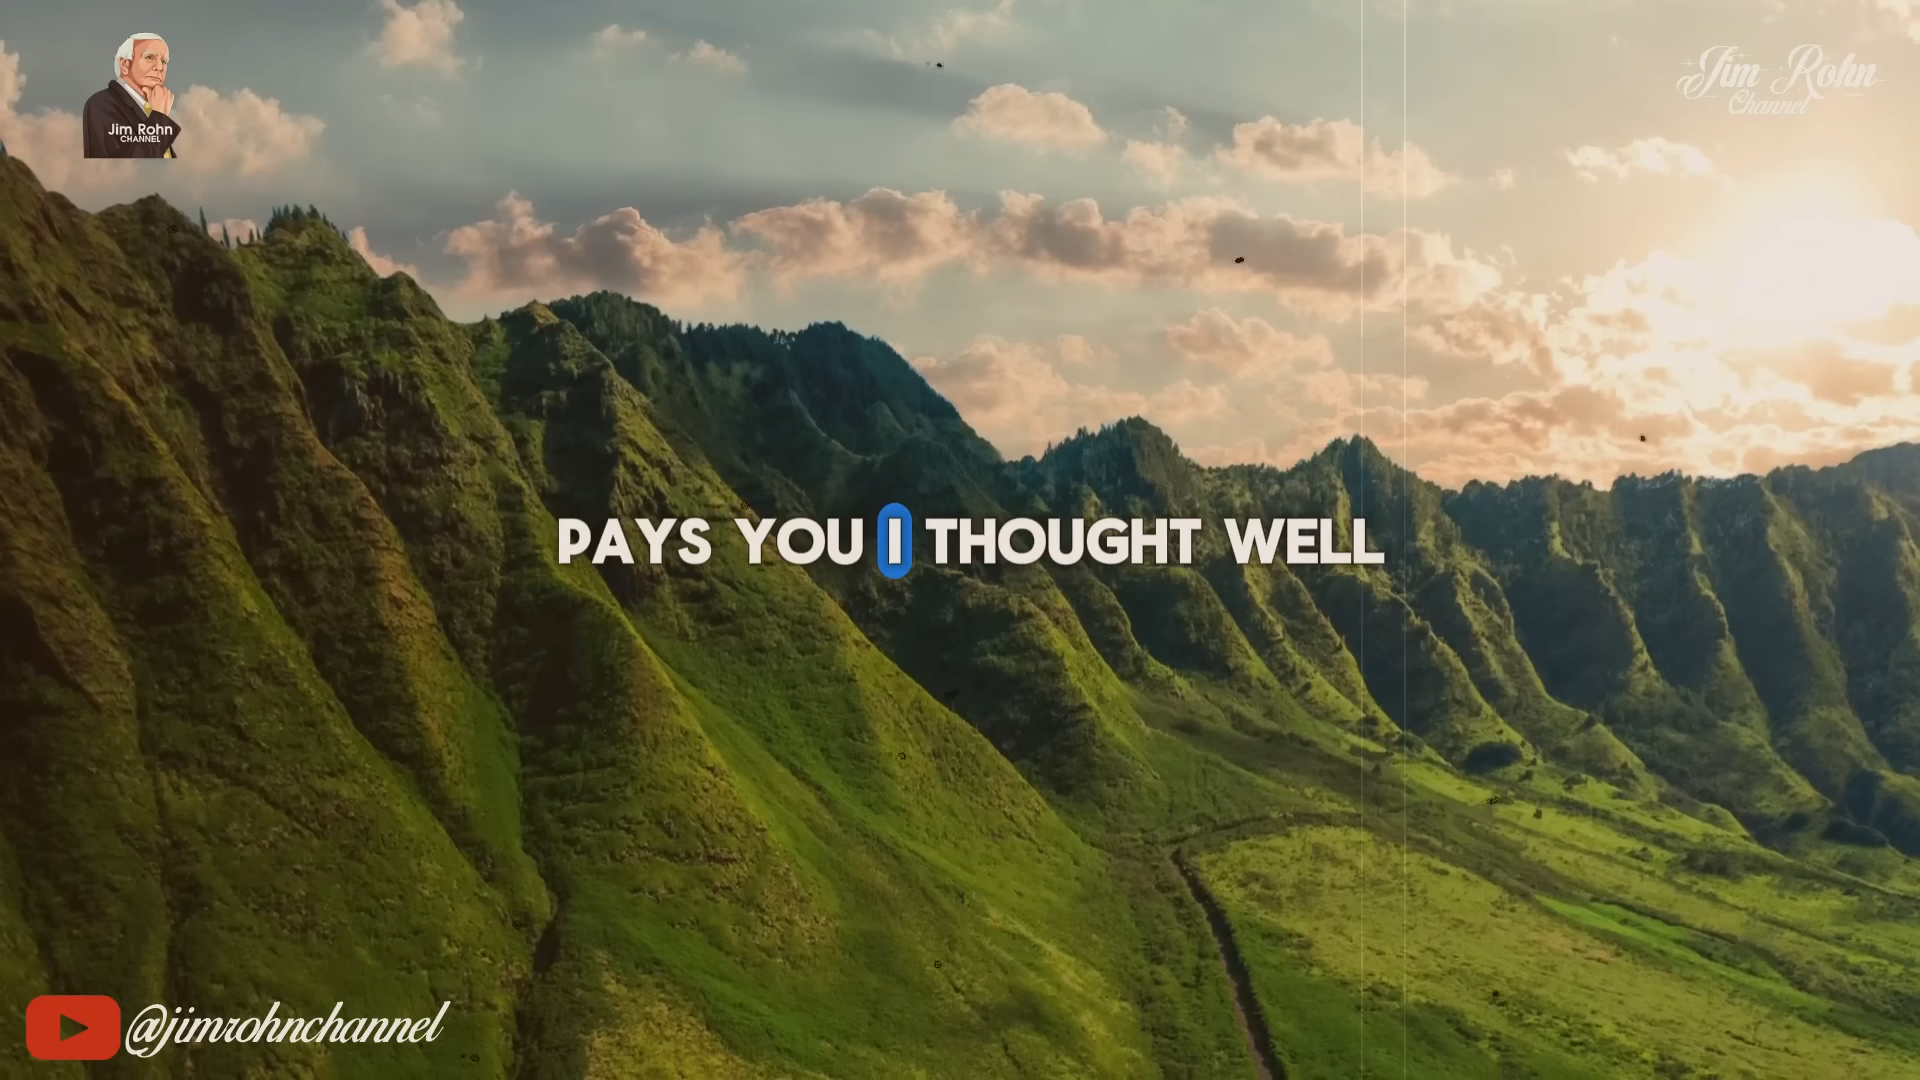 Jim Rohn
CHANNEL
Jim Rohn
Channel
PAYS YOU I THOUGHT WELL
@jimrohnchannel